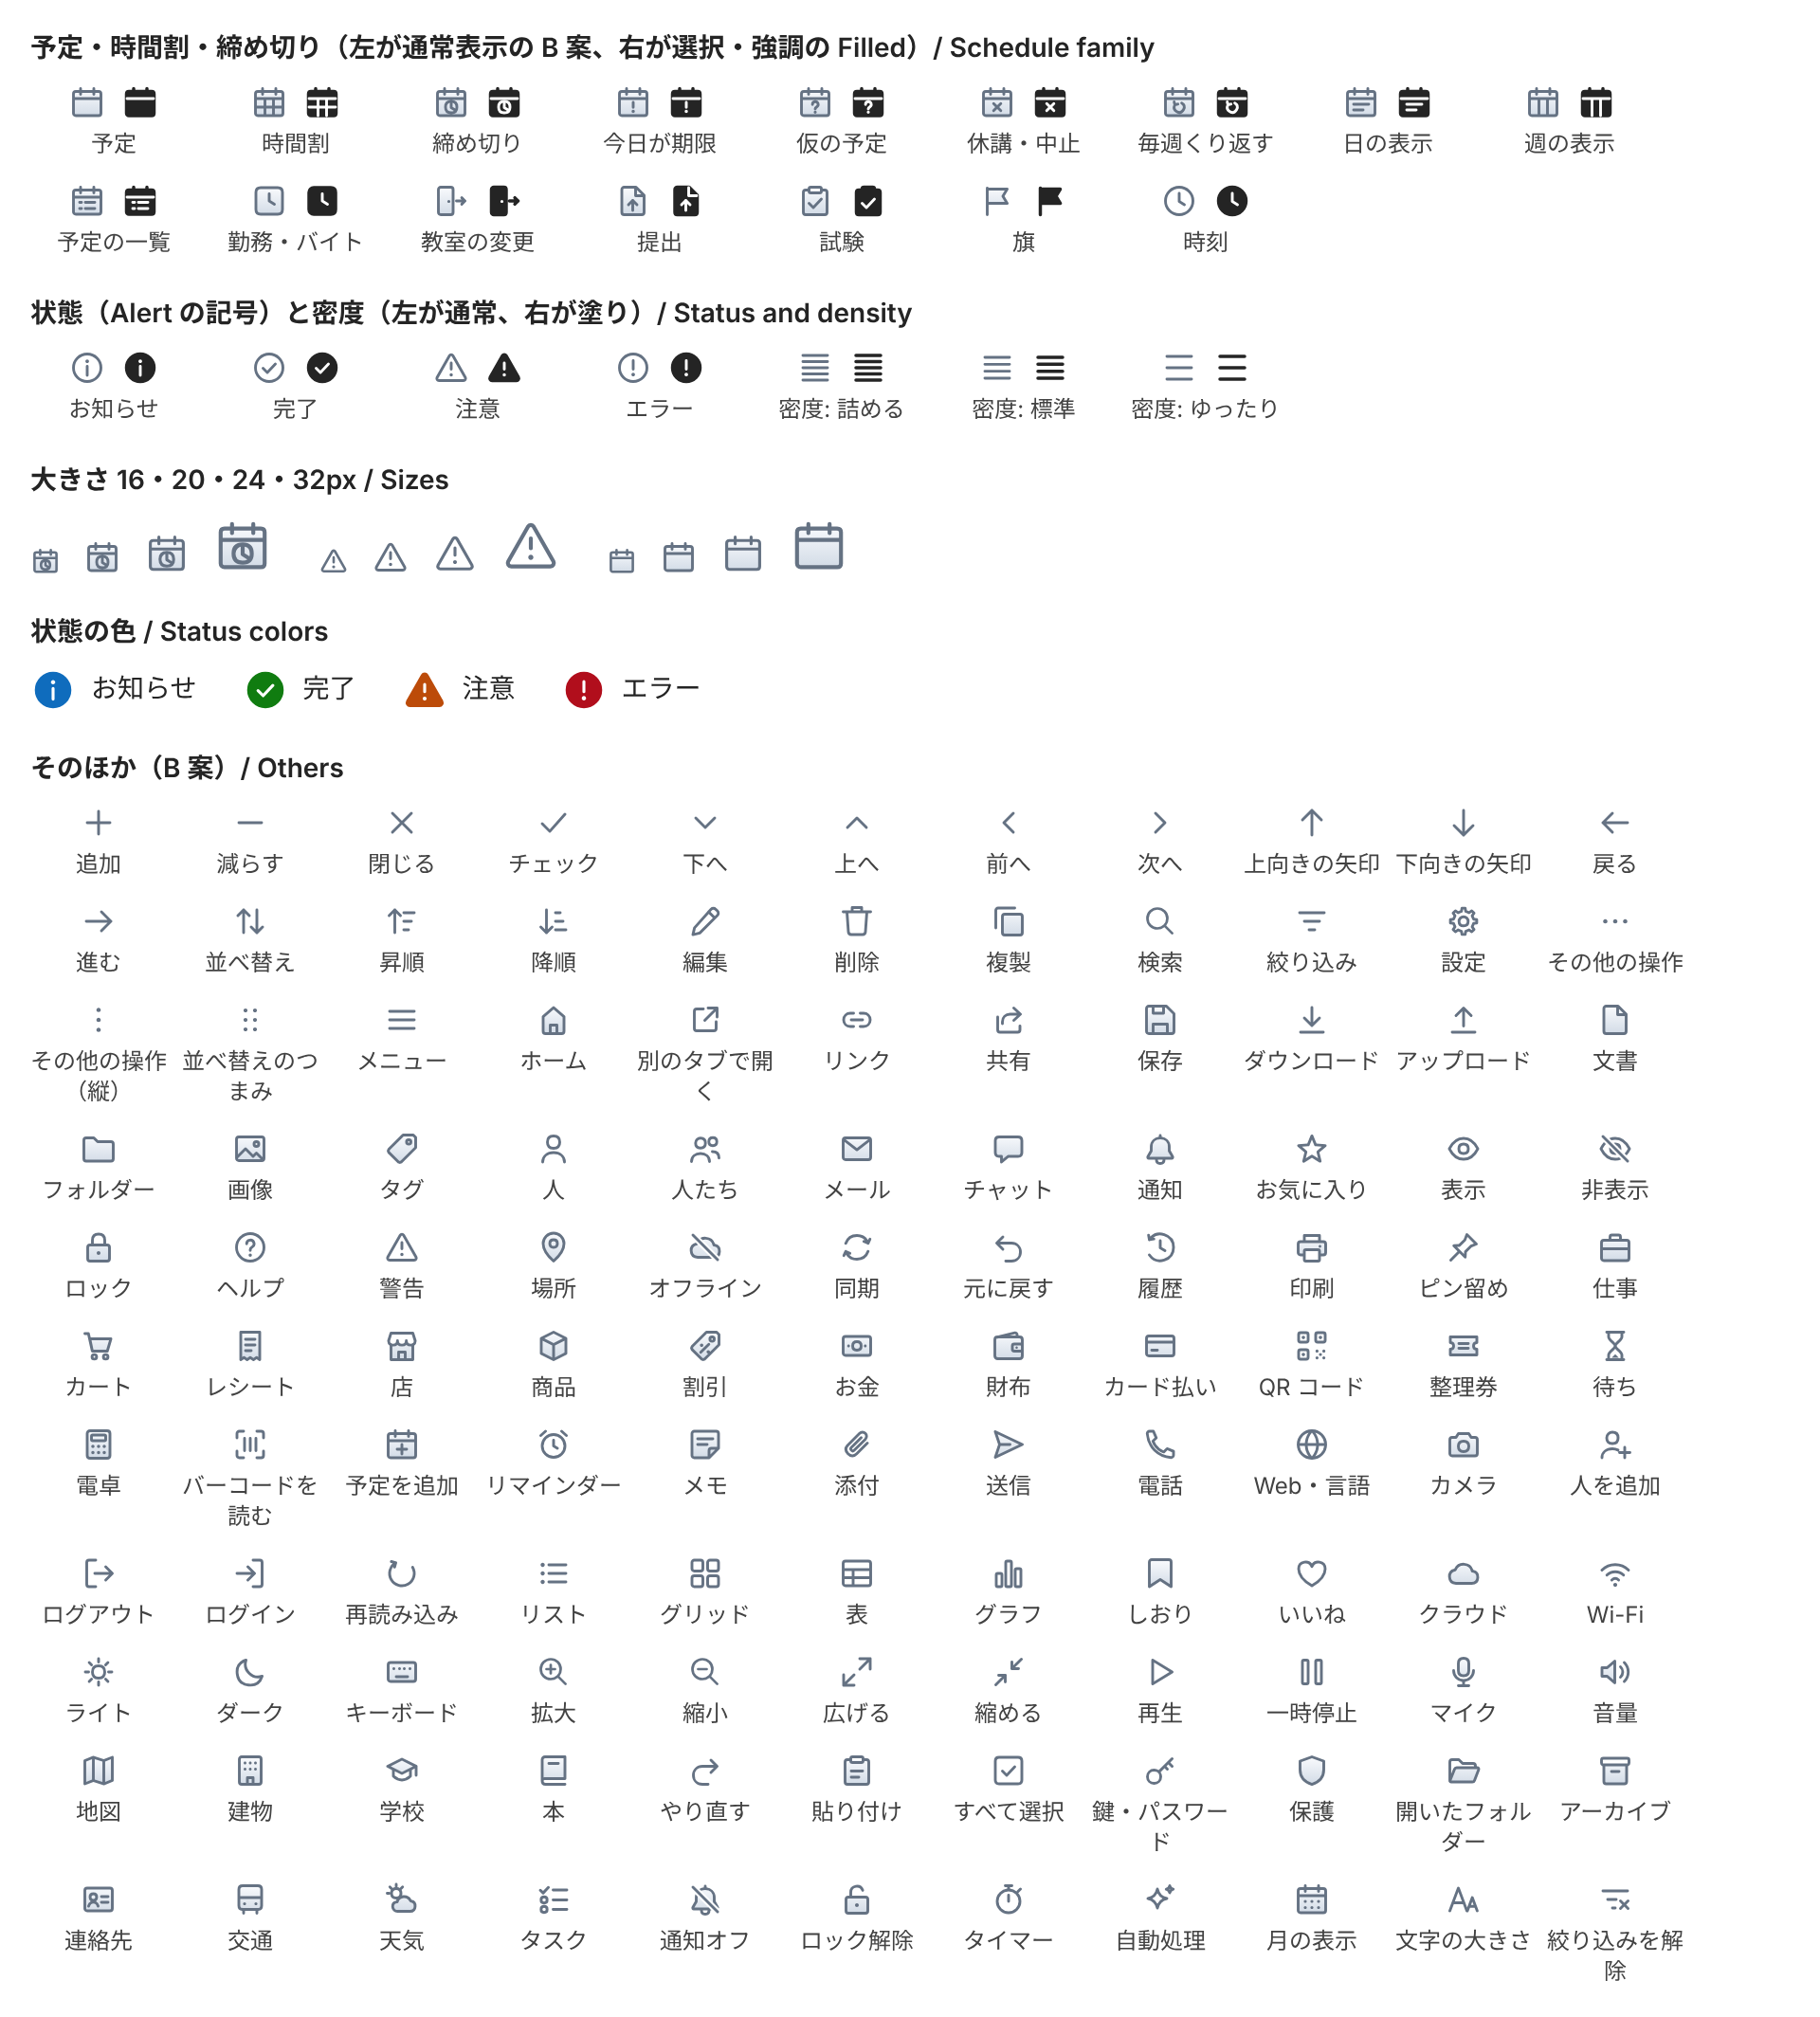 予定・時間割・締め切り（左が通常表示の B 案、右が選択・強調の Filled）/ Schedule family
予定 時間割 締め切り 今日が期限 仮の予定 休講・中止 毎週くり返す 日の表示 週の表示
予定の一覧 勤務・バイト 教室の変更 提出 試験 旗 時刻
状態（Alert の記号）と密度（左が通常、右が塗り）/ Status and density
お知らせ 完了 注意 エラー 密度: 詰める 密度: 標準 密度: ゆったり
大きさ 16・20・24・32px / Sizes
状態の色 / Status colors
お知らせ 完了 注意 エラー
そのほか（B 案）/ Others
追加 減らす 閉じる チェック 下へ 上へ 前へ 次へ 上向きの矢印 下向きの矢印 戻る
進む 並べ替え 昇順 降順 編集 削除 複製 検索 絞り込み 設定 その他の操作
その他の操作（縦） 並べ替えのつまみ メニュー ホーム 別のタブで開く リンク 共有 保存 ダウンロード アップロード 文書
フォルダー 画像 タグ 人 人たち メール チャット 通知 お気に入り 表示 非表示
ロック ヘルプ 警告 場所 オフライン 同期 元に戻す 履歴 印刷 ピン留め 仕事
カート レシート 店 商品 割引 お金 財布 カード払い QR コード 整理券 待ち
電卓 バーコードを読む 予定を追加 リマインダー メモ 添付 送信 電話 Web・言語 カメラ 人を追加
ログアウト ログイン 再読み込み リスト グリッド 表 グラフ しおり いいね クラウド Wi-Fi
ライト ダーク キーボード 拡大 縮小 広げる 縮める 再生 一時停止 マイク 音量
地図 建物 学校 本 やり直す 貼り付け すべて選択 鍵・パスワード 保護 開いたフォルダー アーカイブ
連絡先 交通 天気 タスク 通知オフ ロック解除 タイマー 自動処理 月の表示 文字の大きさ 絞り込みを解除